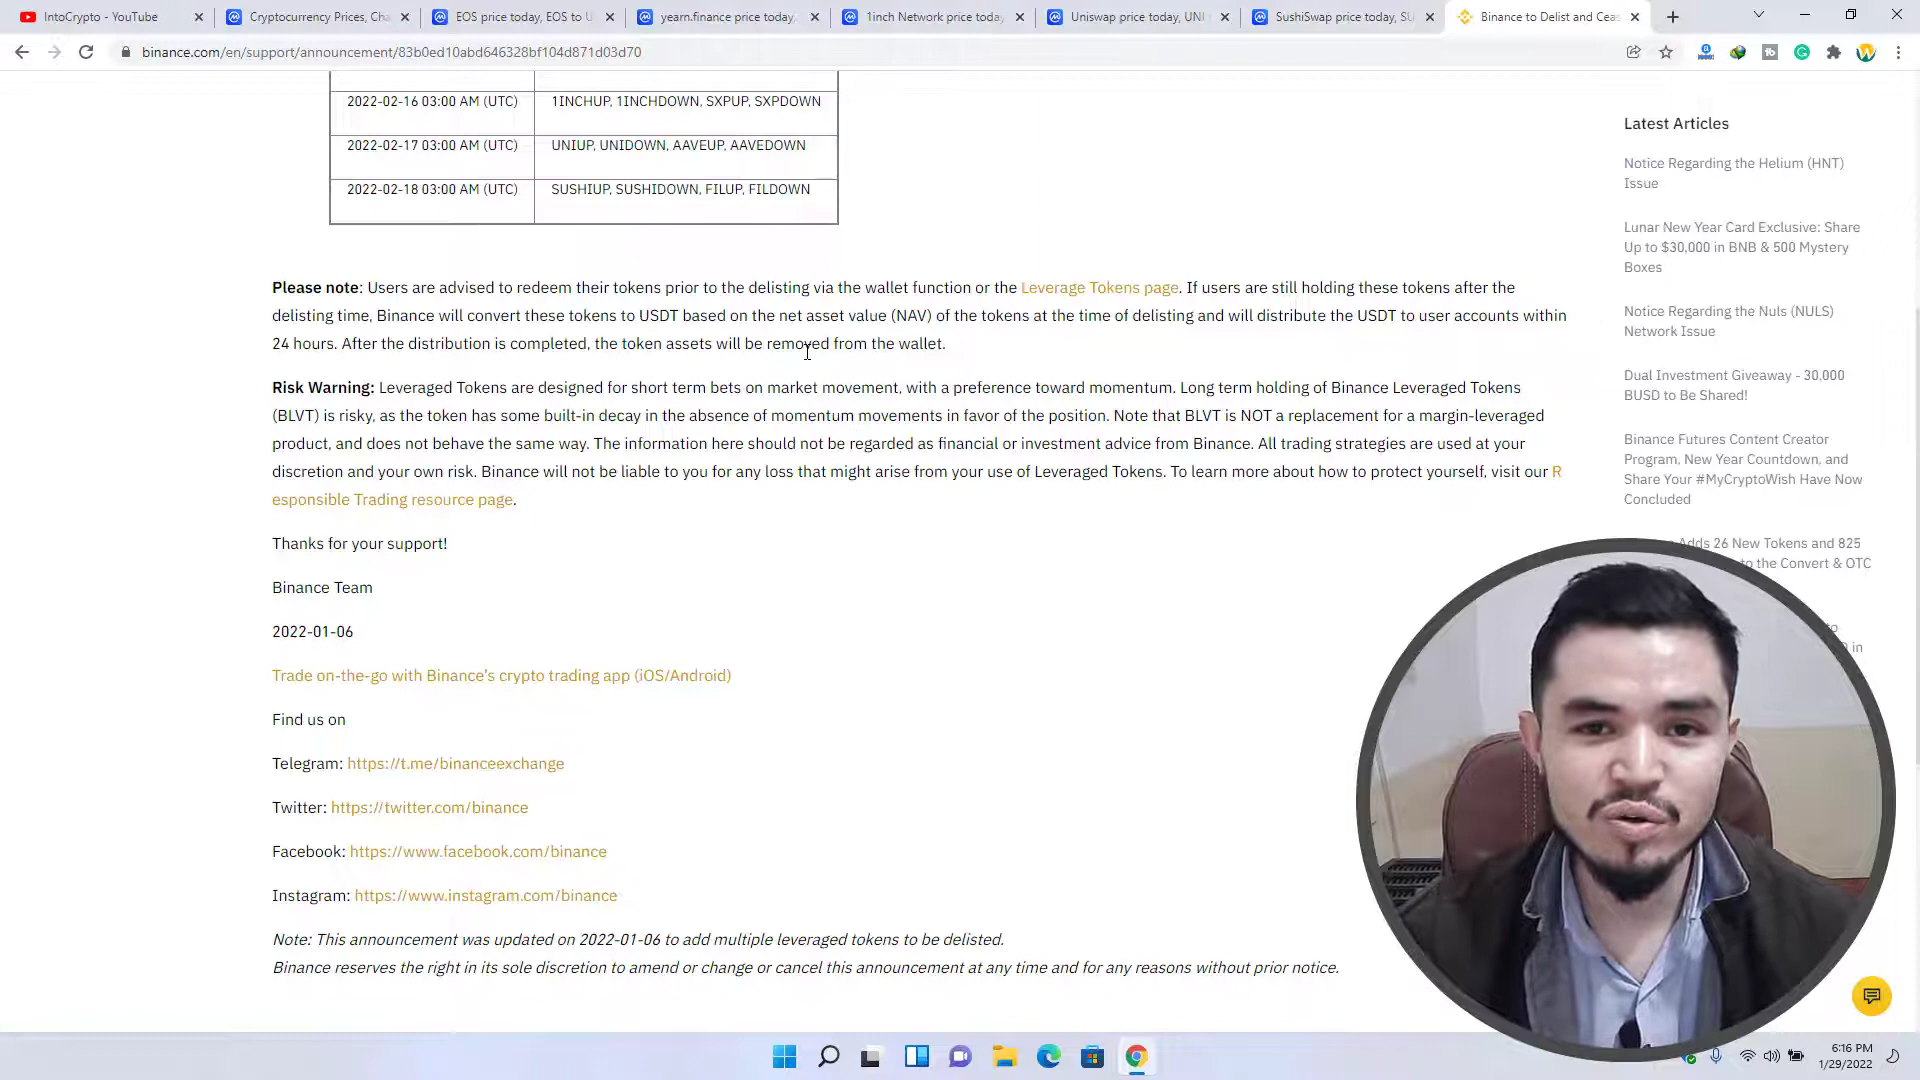 IntoCrypto - YouTube
Cryptocurrency Prices, Cha
EOS price today, EOS to U
yearn.finance price today,
1inch Network price today
Uniswap price today, UNI
SushiSwap price today, SU
Binance to Delist and Ceas
binance.com/en/support/announcement/83b0ed10abd646328bf104d871d03d70
2022-02-16 03:00 AM (UTC) 1INCHUP, 1INCHDOWN, SXPUP, SXPDOWN
2022-02-17 03:00 AM (UTC) UNIUP, UNIDOWN, AAVEUP, AAVEDOWN
2022-02-18 03:00 AM (UTC) SUSHIUP, SUSHIDOWN, FILUP, FILDOWN
Please note: Users are advised to redeem their tokens prior to the delisting via the wallet function or the Leverage Tokens page. If users are still holding these tokens after the
delisting time, Binance will convert these tokens to USDT based on the net asset value (NAV) of the tokens at the time of delisting and will distribute the USDT to user accounts within
24 hours. After the distribution is completed, the token assets will be removed from the wallet.
Risk Warning: Leveraged Tokens are designed for short term bets on market movement, with a preference toward momentum. Long term holding of Binance Leveraged Tokens
(BLVT) is risky, as the token has some built-in decay in the absence of momentum movements in favor of the position. Note that BLVT is NOT a replacement for a margin-leveraged
product, and does not behave the same way. The information here should not be regarded as financial or investment advice from Binance. All trading strategies are used at your
discretion and your own risk. Binance will not be liable to you for any loss that might arise from your use of Leveraged Tokens. To learn more about how to protect yourself, visit our R
esponsible Trading resource page.
Thanks for your support!
Binance Team
2022-01-06
Trade on-the-go with Binance's crypto trading app (iOS/Android)
Find us on
Telegram: https://t.me/binanceexchange
Twitter: https://twitter.com/binance
Facebook: https://www.facebook.com/binance
Instagram: https://www.instagram.com/binance
Note: This announcement was updated on 2022-01-06 to add multiple leveraged tokens to be delisted.
Binance reserves the right in its sole discretion to amend or change or cancel this announcement at any time and for any reasons without prior notice.
Latest Articles
Notice Regarding the Helium (HNT)
Issue
Lunar New Year Card Exclusive: Share
Up to $30,000 in BNB & 500 Mystery
Boxes
Notice Regarding the Nuls (NULS)
Network Issue
Dual Investment Giveaway - 30,000
BUSD to Be Shared!
Binance Futures Content Creator
Program, New Year Countdown, and
Share Your #MyCryptoWish Have Now
Concluded
Adds 26 New Tokens and 825
to the Convert & OTC
to
in
6:16 PM
1/29/2022